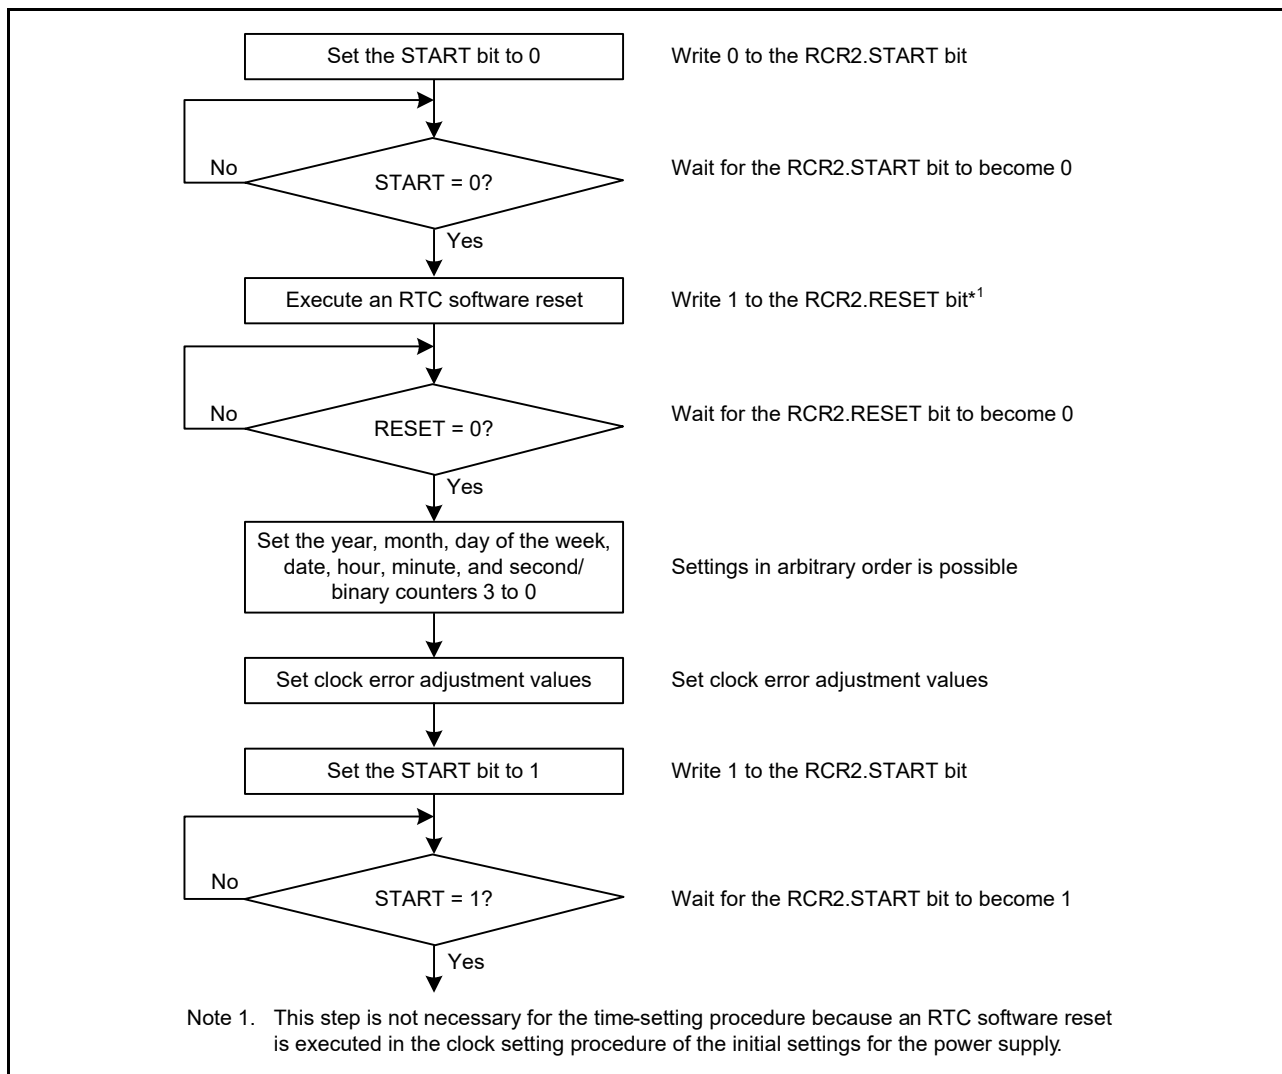 Set the START bit to 0
Write 0 to the RCR2.START bit
No
START = 0?
Wait for the RCR2.START bit to become 0
Yes
Execute an RTC software reset
Write 1 to the RCR2.RESET bit*1
No
RESET = 0?
Wait for the RCR2.RESET bit to become 0
Yes
Set the year, month, day of the week,
date, hour, minute, and second/
binary counters 3 to 0
Settings in arbitrary order is possible
Set clock error adjustment values
Set clock error adjustment values
Set the START bit to 1
Write 1 to the RCR2.START bit
No
START = 1?
Wait for the RCR2.START bit to become 1
Yes
Note 1. This step is not necessary for the time-setting procedure because an RTC software reset
is executed in the clock setting procedure of the initial settings for the power supply.